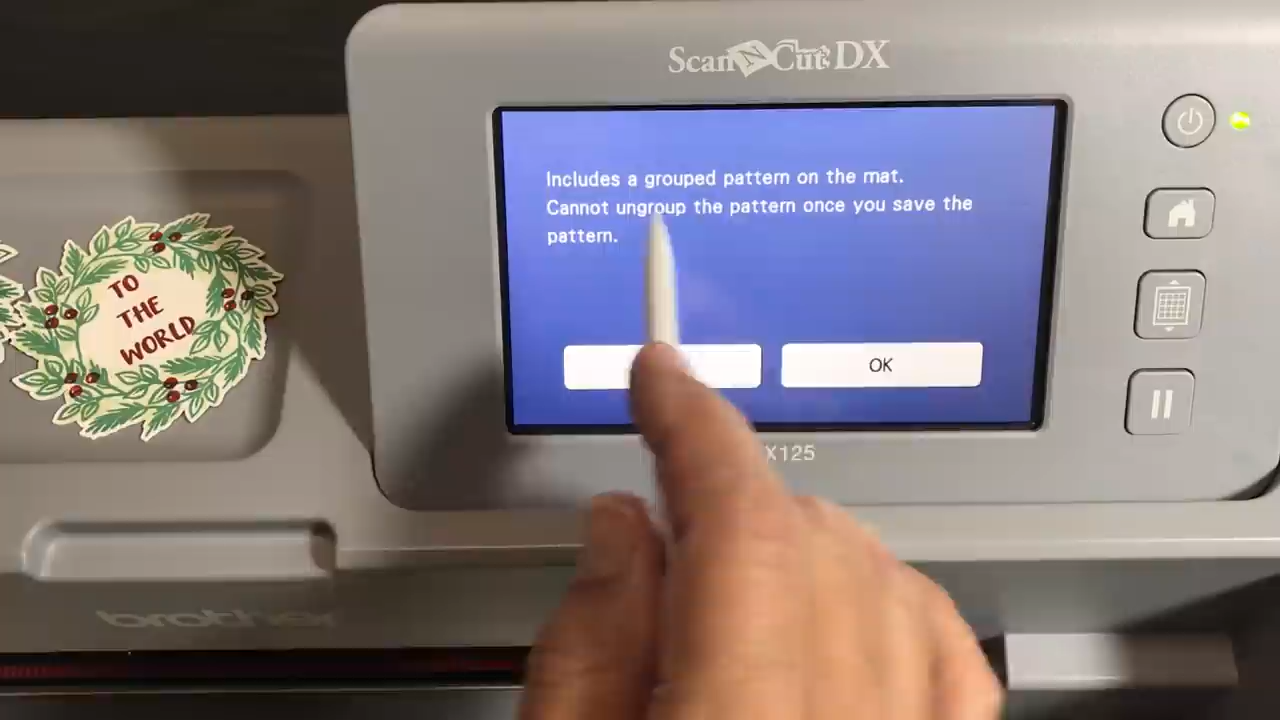 ScanNCut DX
Includes a grouped pattern on the mat.
Cannot ungroup the pattern once you save the
pattern.
OK
X125
TO
THE
WORLD
brother